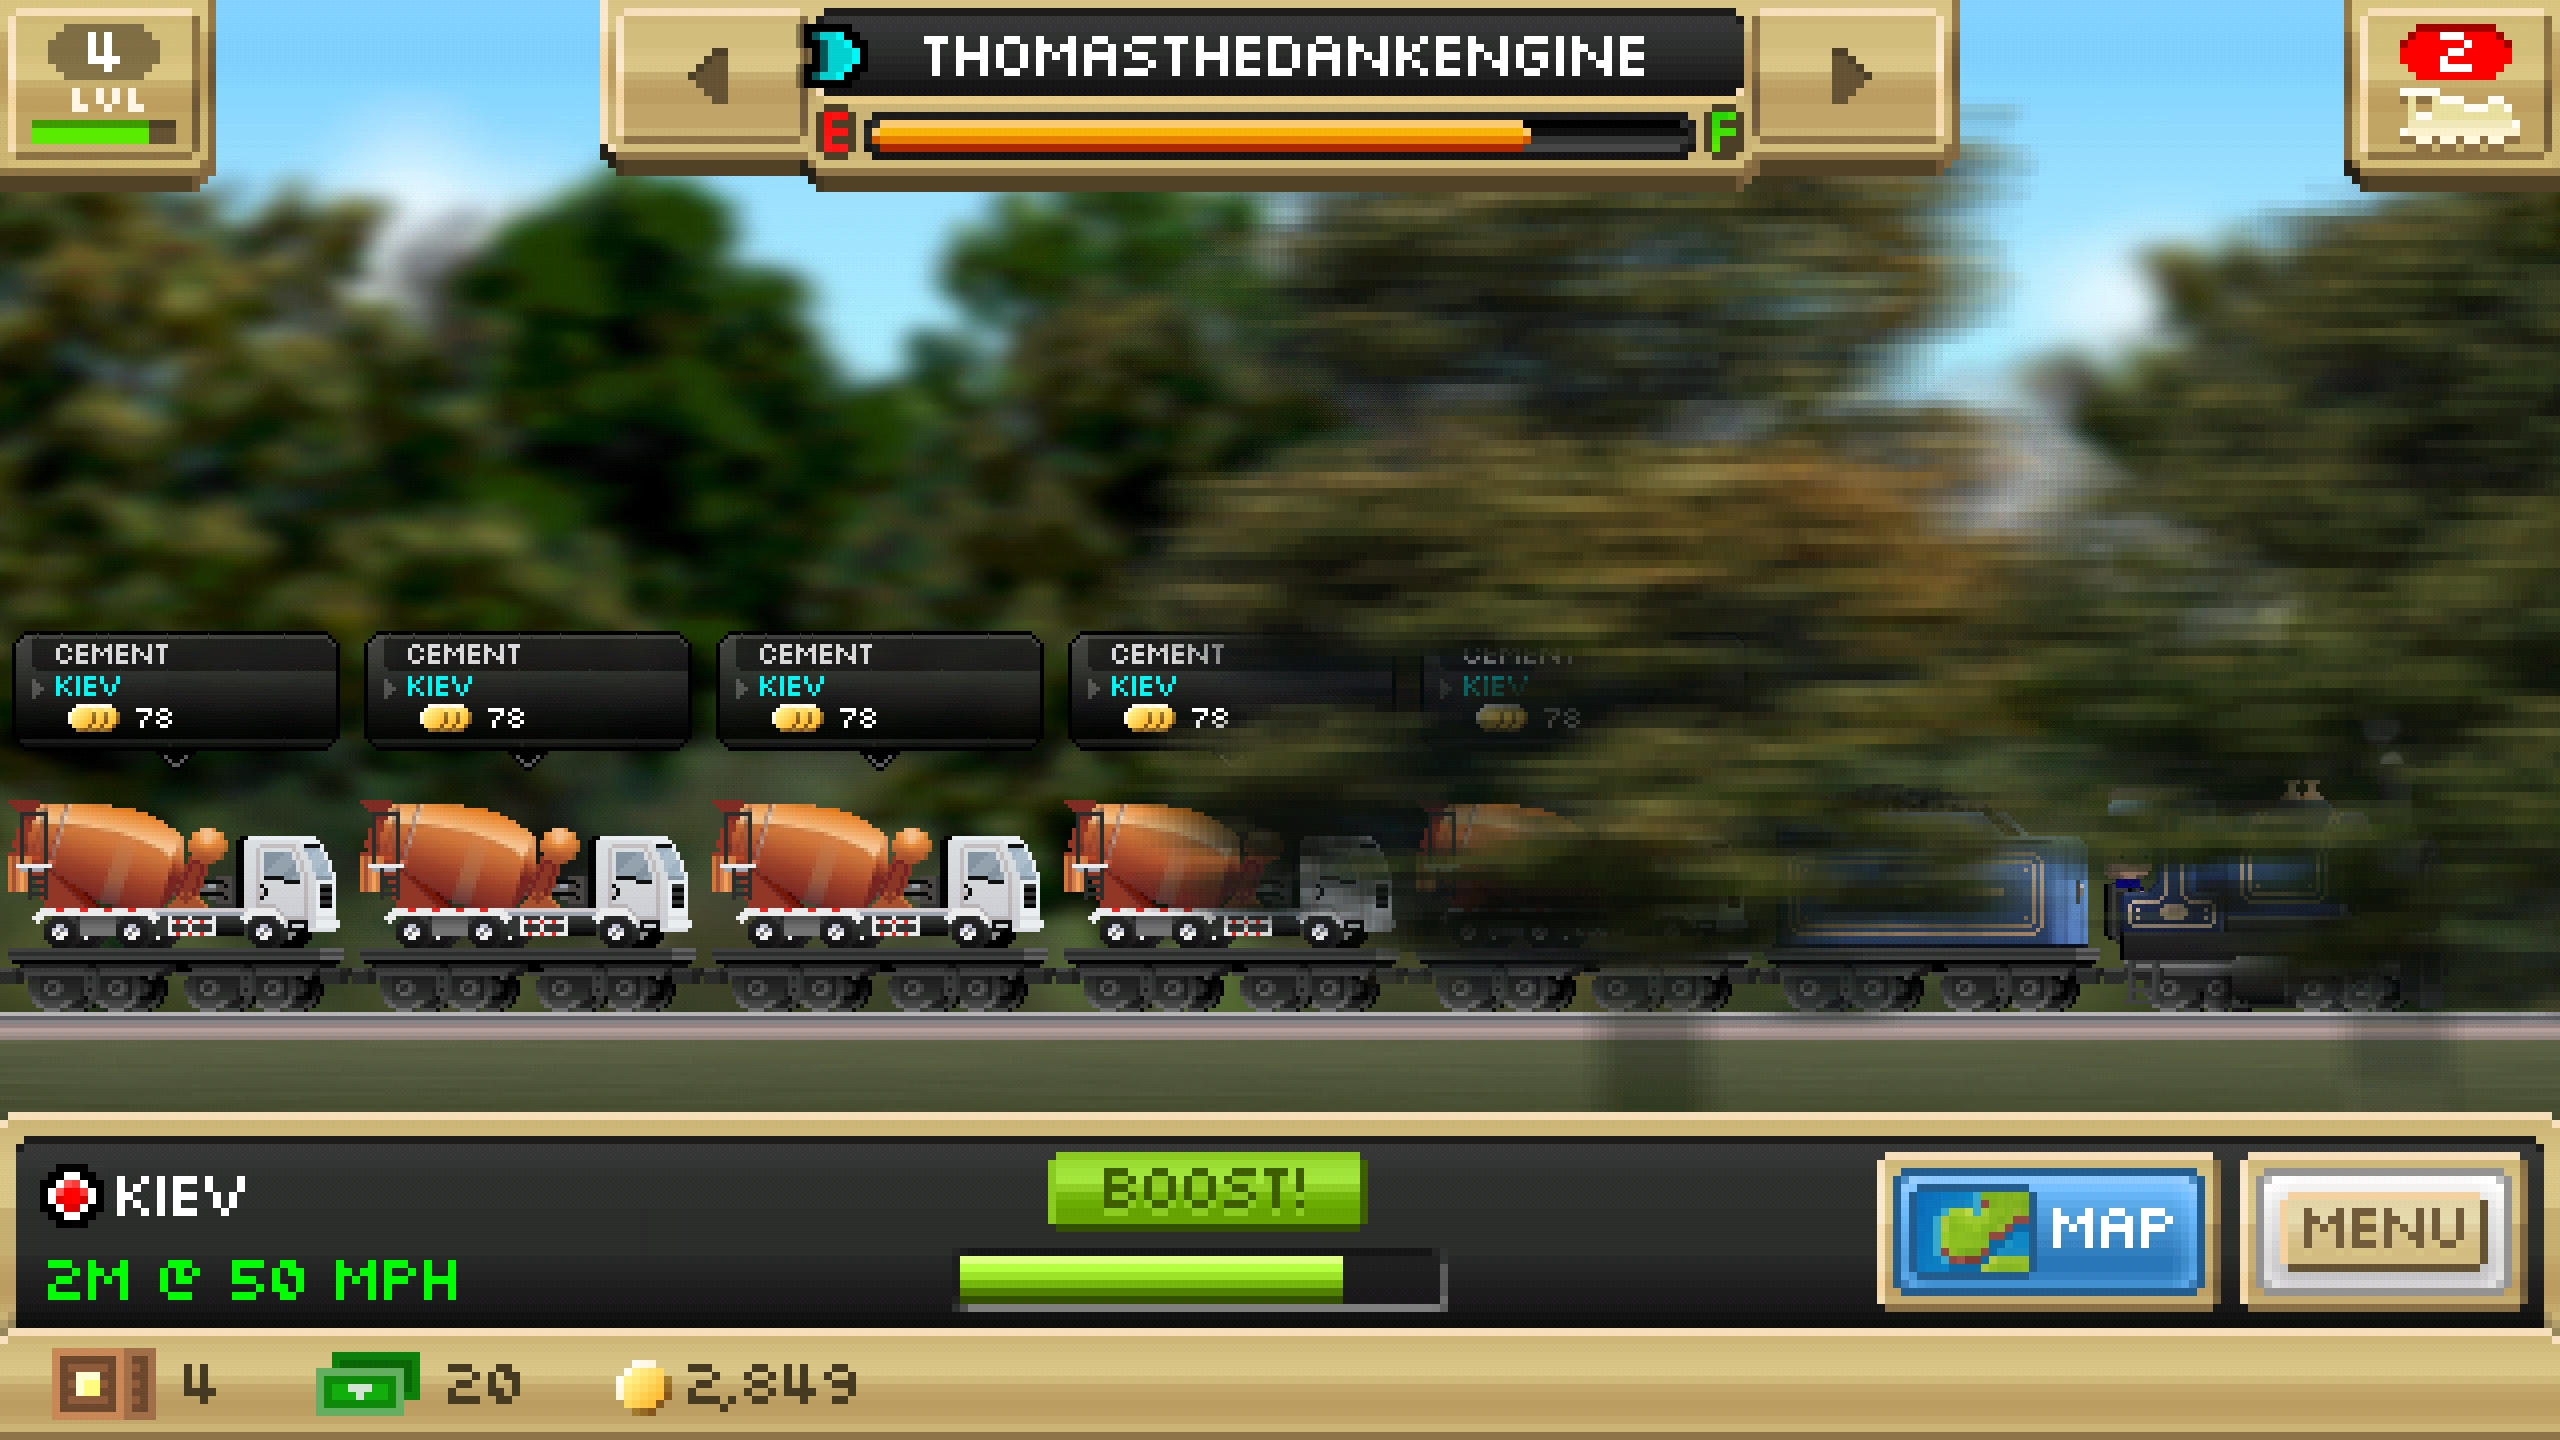 4
LVL
THOMASTHEDANKENGINE
E
F
2
CEMENT
KIEV
78
CEMENT
KIEV
78
CEMENT
KIEV
78
CEMENT
KIEV
78
CEMENT
KIEV
78
KIEV
2M @ 50 MPH
BOOST!
MAP
MENU
4
20
2,849